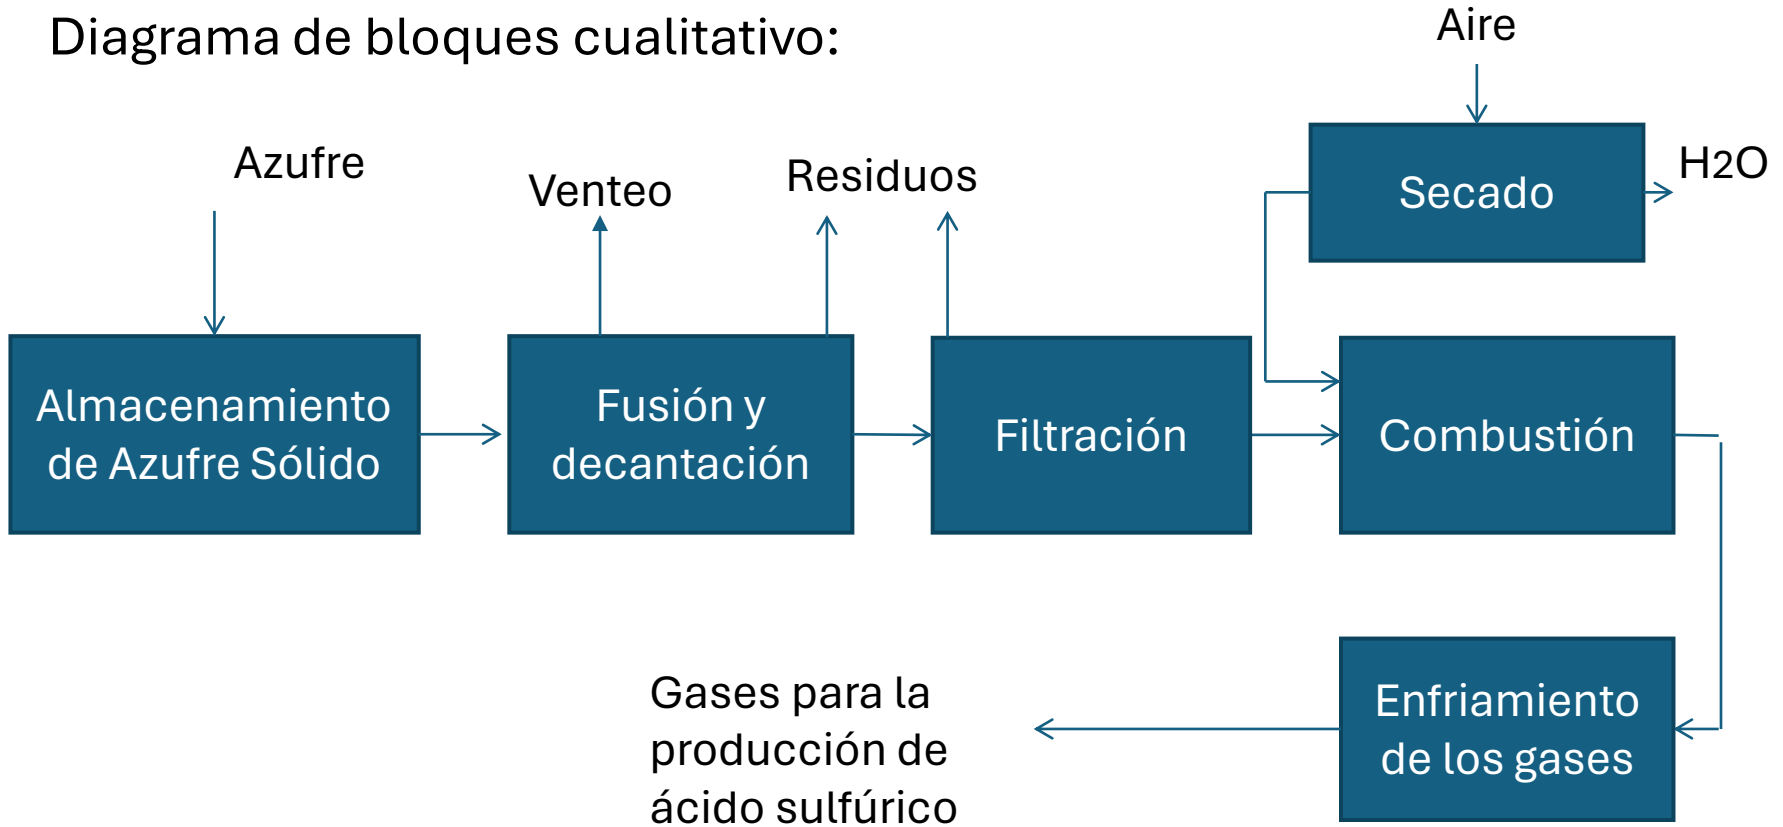 Diagrama de bloques cualitativo:
Aire
Azufre
Venteo
Residuos
Secado
H2O
Almacenamiento
de Azufre Sólido
Fusión y
decantación
Filtración
Combustión
Gases para la
producción de
ácido sulfúrico
Enfriamiento
de los gases